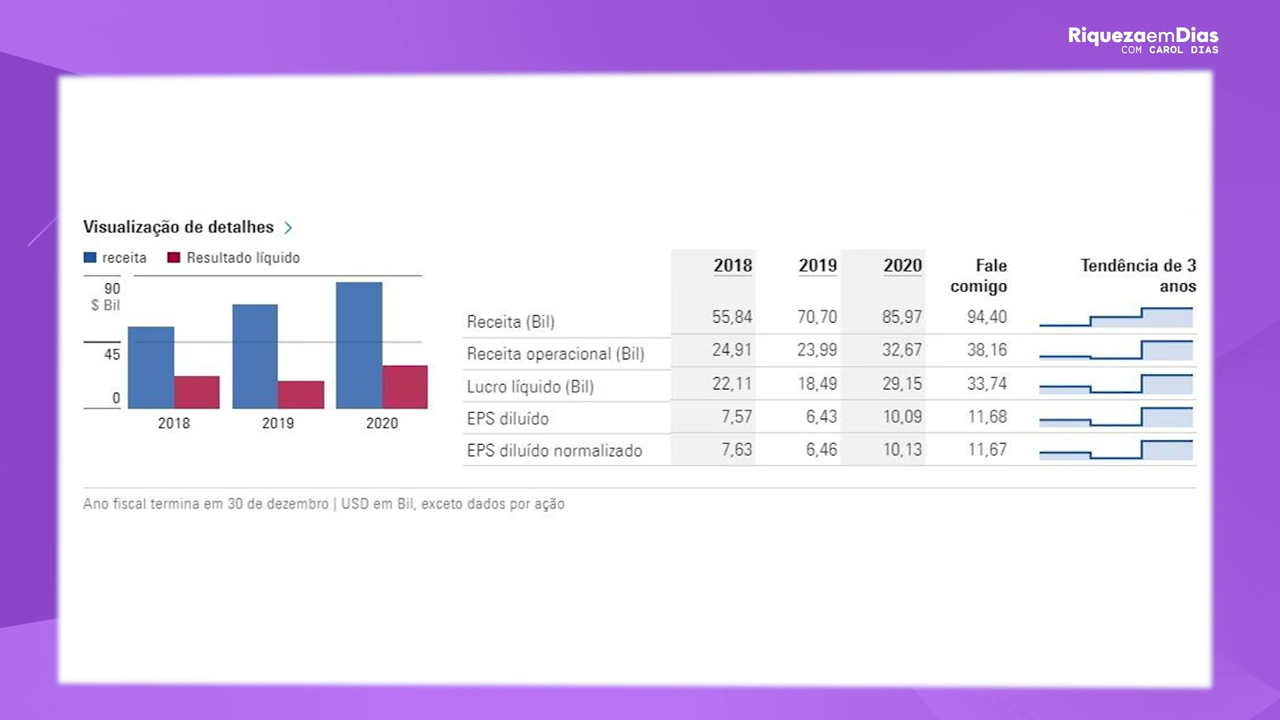 RiquezaemDias
COM CAROL DIAS
Visualização de detalhes
receita Resultado líquido
90
$ Bil
45
0
2018 2019 2020
2018 2019 2020 Fale comigo Tendência de 3 anos
Receita (Bil) 55,84 70,70 85,97 94,40
Receita operacional (Bil) 24,91 23,99 32,67 38,16
Lucro líquido (Bil) 22,11 18,49 29,15 33,74
EPS diluído 7,57 6,43 10,09 11,68
EPS diluído normalizado 7,63 6,46 10,13 11,67
Ano fiscal termina em 30 de dezembro | USD em Bil, exceto dados por ação